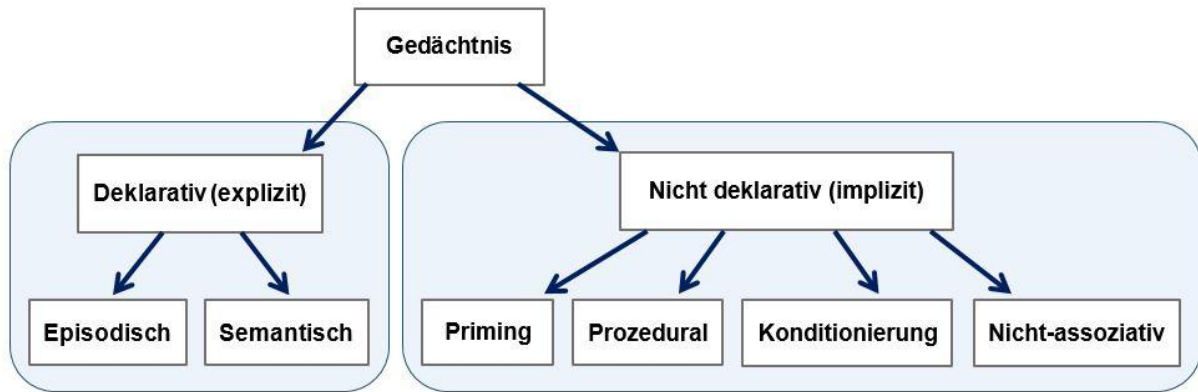 Gedächtnis
Deklarativ (explizit)
Nicht deklarativ (implizit)
Episodisch
Semantisch
Priming
Prozedural
Konditionierung
Nicht-assoziativ